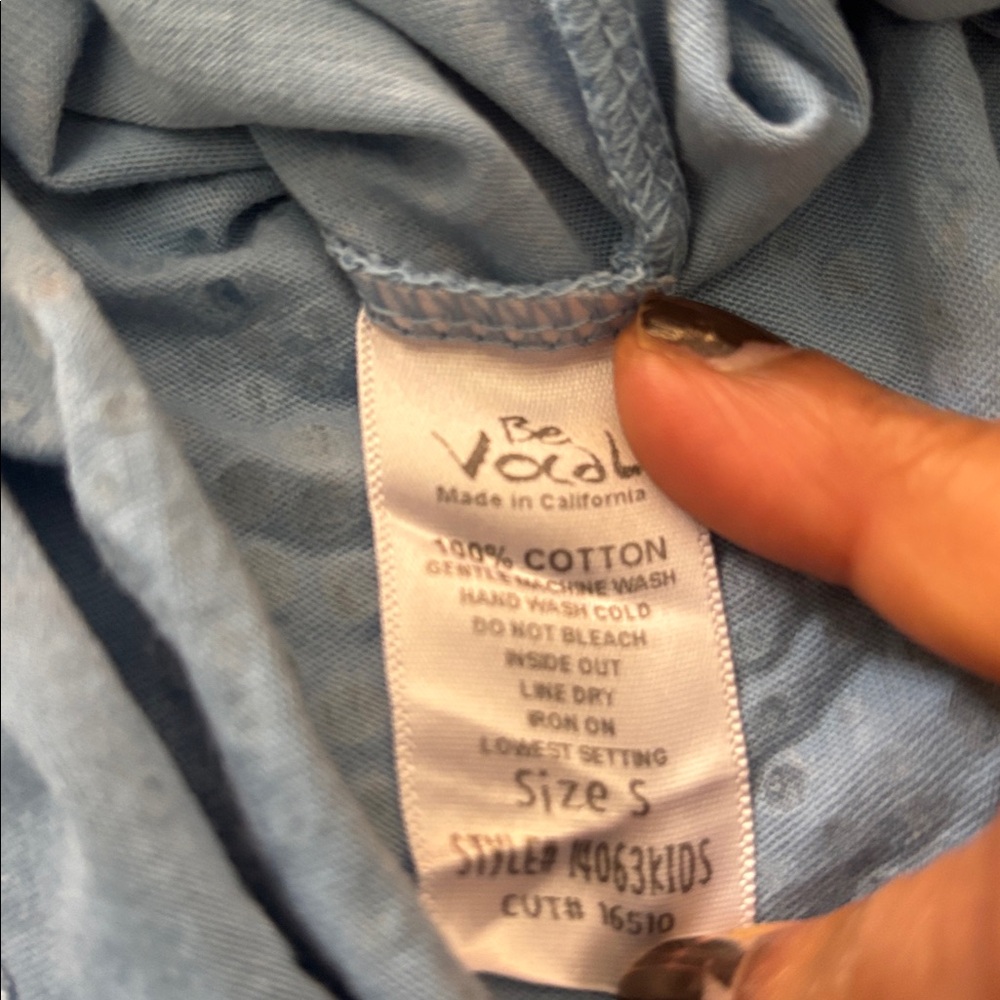 Be
Vocal
Made in California
100% COTTON
GENTLE MACHINE WASH
HAND WASH COLD
DO NOT BLEACH
INSIDE OUT
LINE DRY
IRON ON
LOWEST SETTING
Size S
STYLE# 14063KIDS
CUT# 16510